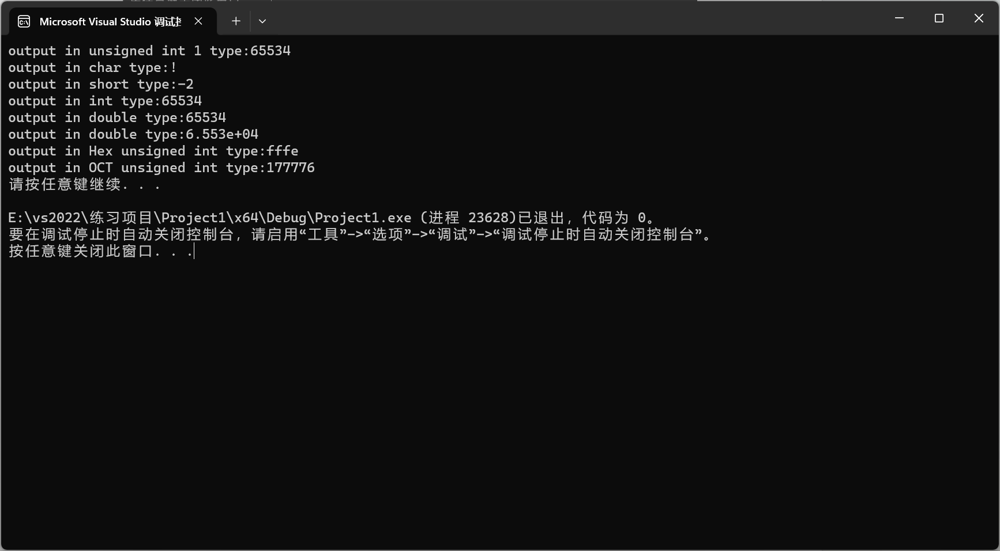 Microsoft Visual Studio 调试
output in unsigned int 1 type:65534
output in char type:!
output in short type:-2
output in int type:65534
output in double type:65534
output in double type:6.553e+04
output in Hex unsigned int type:fffe
output in OCT unsigned int type:177776
请按任意键继续. . .
E:\vs2022\练习项目\Project1\x64\Debug\Project1.exe (进程 23628)已退出，代码为 0。
要在调试停止时自动关闭控制台，请启用“工具”->“选项”->“调试”->“调试停止时自动关闭控制台”。
按任意键关闭此窗口. . .